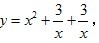 y = x² + 3/x + 3/x ,